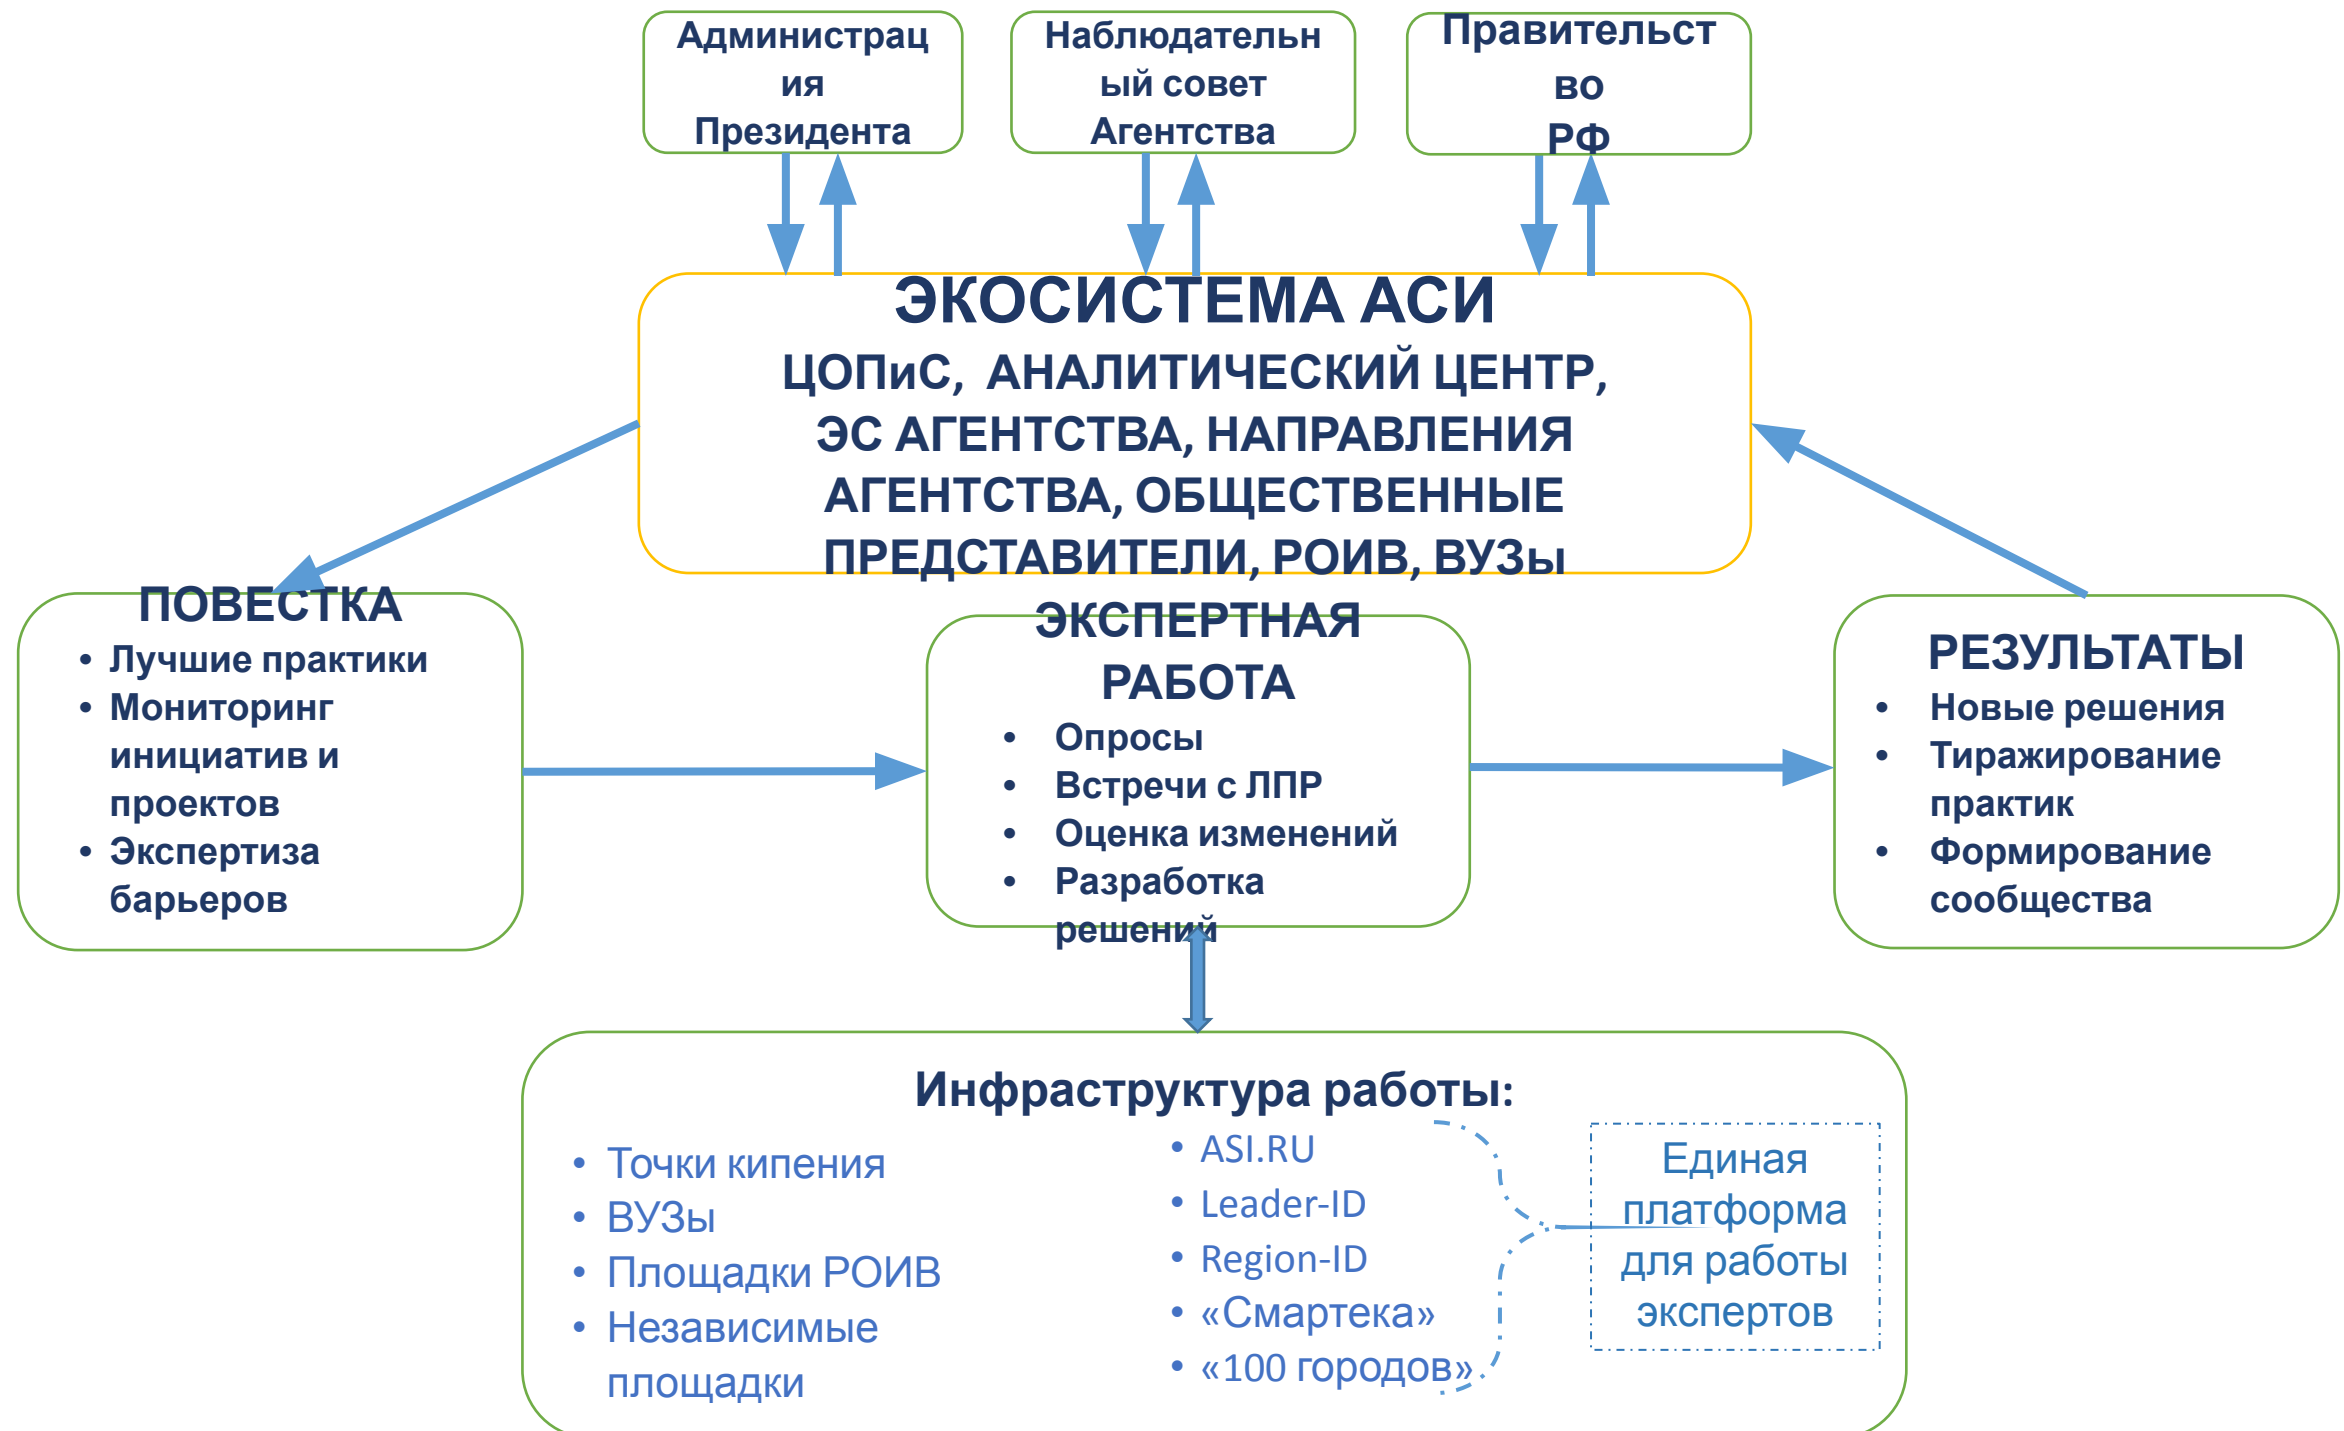 Администрац
ия
Президента
Наблюдательн
ый совет
Агентства
Правительст
во
РФ
ЭКОСИСТЕМА АСИ
ЦОПиС, АНАЛИТИЧЕСКИЙ ЦЕНТР,
ЭС АГЕНТСТВА, НАПРАВЛЕНИЯ
АГЕНТСТВА, ОБЩЕСТВЕННЫЕ
ПРЕДСТАВИТЕЛИ, РОИВ, ВУЗы
ПОВЕСТКА
• Лучшие практики
• Мониторинг
инициатив и
проектов
• Экспертиза
барьеров
ЭКСПЕРТНАЯ
РАБОТА
• Опросы
• Встречи с ЛПР
• Оценка изменений
• Разработка
решений
РЕЗУЛЬТАТЫ
• Новые решения
• Тиражирование
практик
• Формирование
сообщества
Инфраструктура работы:
• Точки кипения
• ВУЗы
• Площадки РОИВ
• Независимые
площадки
• ASI.RU
• Leader-ID
• Region-ID
• «Смартека»
• «100 городов»
Единая
платформа
для работы
экспертов